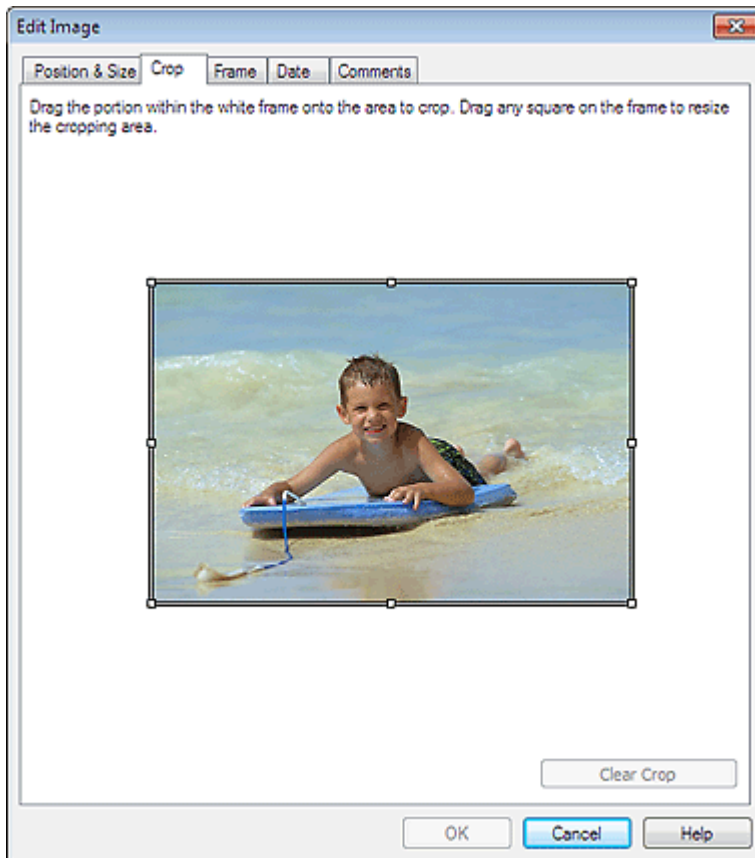 Edit Image
Position & Size Crop Frame Date Comments
Drag the portion within the white frame onto the area to crop. Drag any square on the frame to resize
the cropping area.
Clear Crop
OK Cancel Help